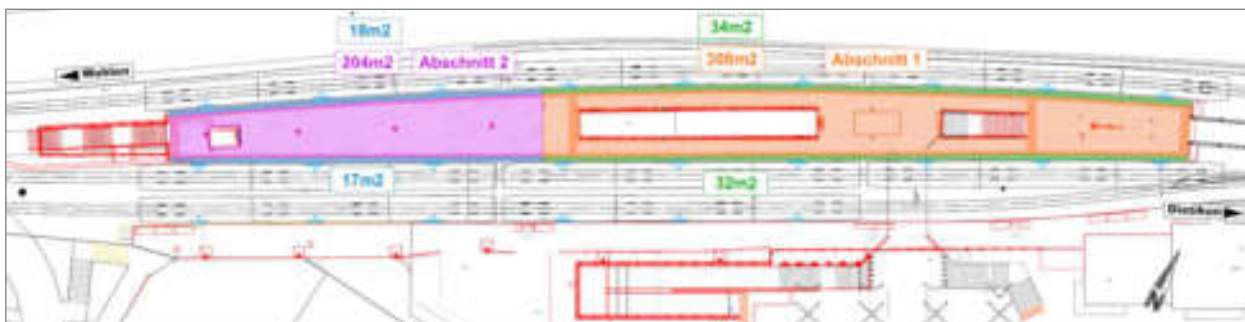 18m2
34m2
204m2 Abschnitt 2
308m2 Abschnitt 1
Wohlen
17m2
32m2
Dietikon
N